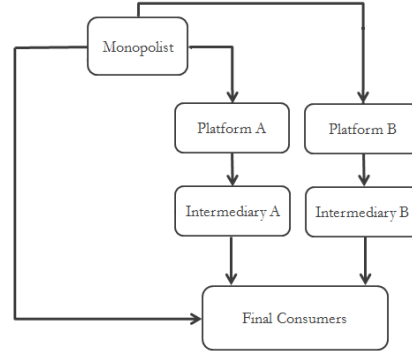 Monopolist
Platform A
Platform B
Intermediary A
Intermediary B
Final Consumers